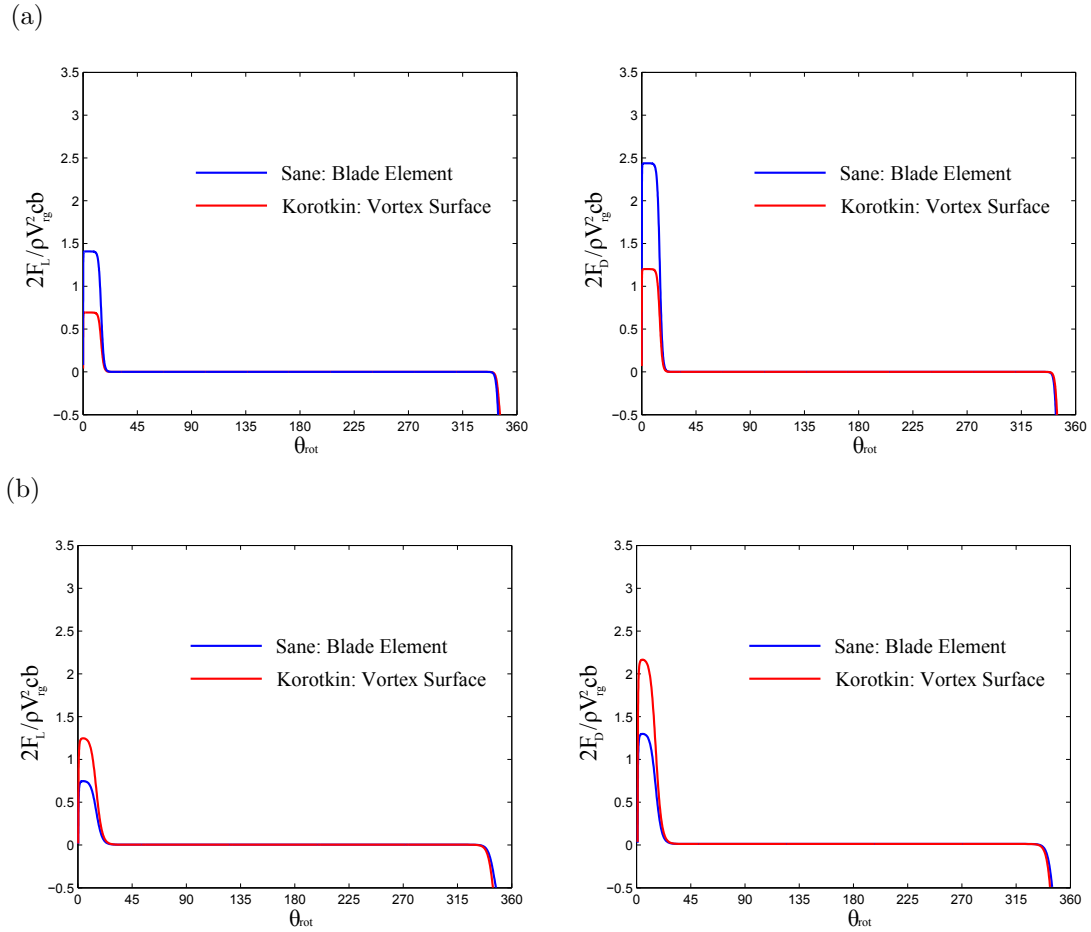 (a)
3.5
3
2.5
2
1.5
1
0.5
0
−0.5
2F_L/ρV²_rg cb
Sane: Blade Element
Korotkin: Vortex Surface
0 45 90 135 180 225 270 315 360
θrot
3.5
3
2.5
2
1.5
1
0.5
0
−0.5
2F_D/ρV²_rg cb
Sane: Blade Element
Korotkin: Vortex Surface
0 45 90 135 180 225 270 315 360
θrot
(b)
3.5
3
2.5
2
1.5
1
0.5
0
−0.5
2F_L/ρV²_rg cb
Sane: Blade Element
Korotkin: Vortex Surface
0 45 90 135 180 225 270 315 360
θrot
3.5
3
2.5
2
1.5
1
0.5
0
−0.5
2F_D/ρV²_rg cb
Sane: Blade Element
Korotkin: Vortex Surface
0 45 90 135 180 225 270 315 360
θrot